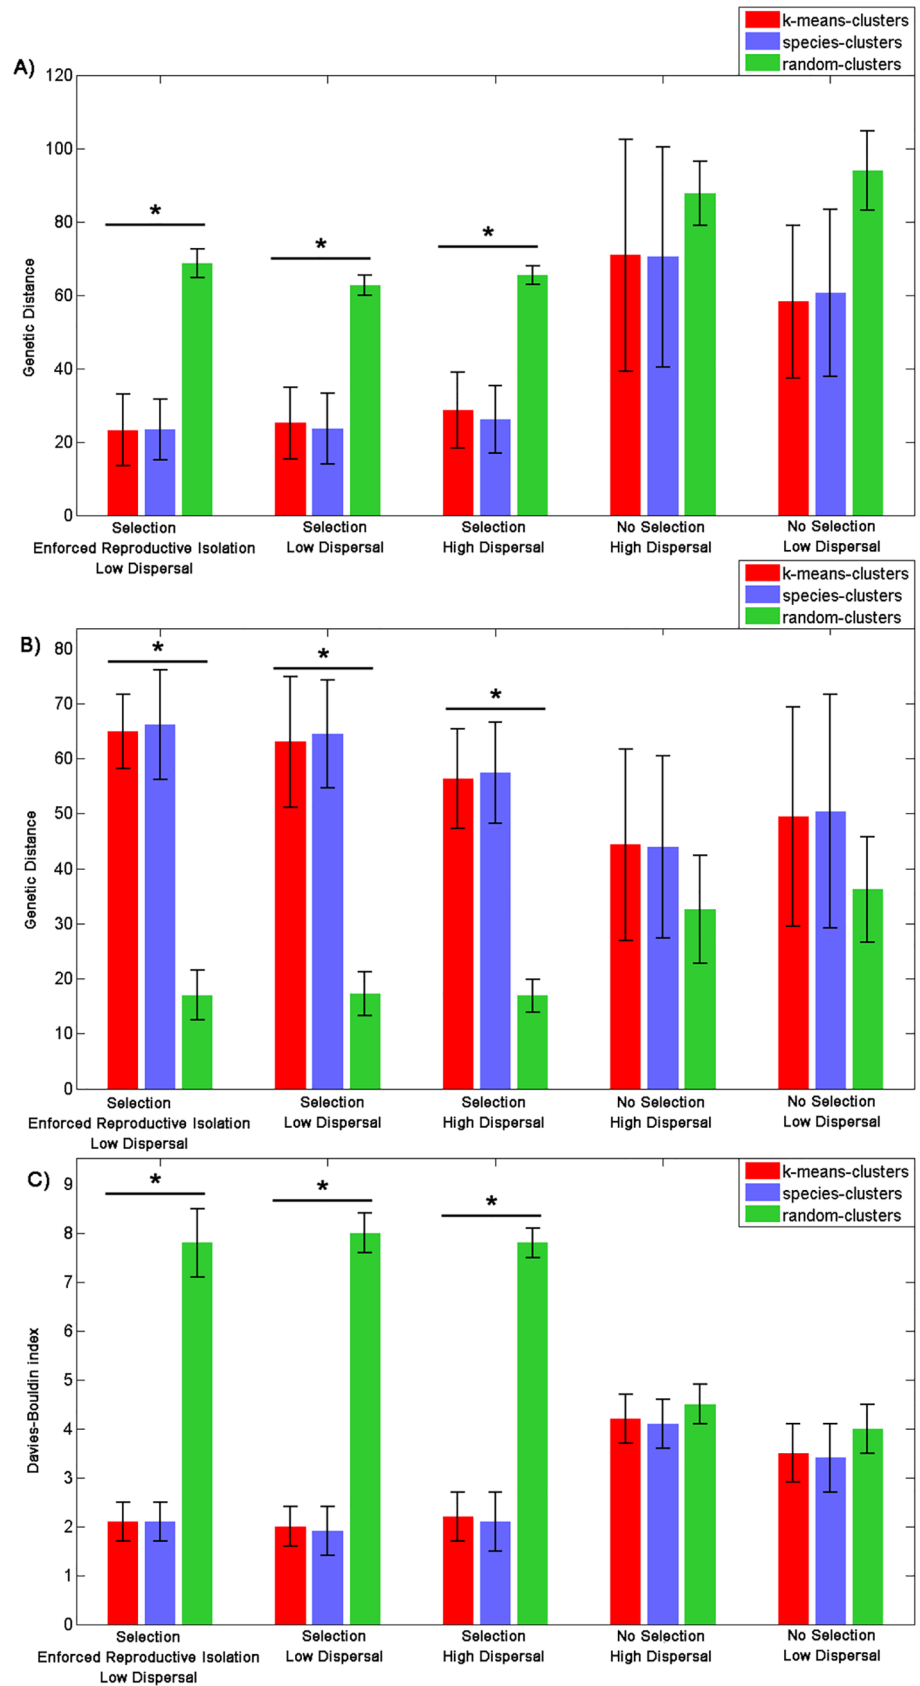 k-means-clusters
species-clusters
random-clusters
A)
120
100
80
60
40
20
0
Genetic Distance
*
*
*
Selection
Enforced Reproductive Isolation
Low Dispersal
Selection
Low Dispersal
Selection
High Dispersal
No Selection
High Dispersal
No Selection
Low Dispersal
k-means-clusters
species-clusters
random-clusters
B)
80
70
60
50
40
30
20
10
0
Genetic Distance
*
*
*
Selection
Enforced Reproductive Isolation
Low Dispersal
Selection
Low Dispersal
Selection
High Dispersal
No Selection
High Dispersal
No Selection
Low Dispersal
k-means-clusters
species-clusters
random-clusters
C)
9
8
7
6
5
4
3
2
1
0
Davies-Bouldin index
*
*
*
Selection
Enforced Reproductive Isolation
Low Dispersal
Selection
Low Dispersal
Selection
High Dispersal
No Selection
High Dispersal
No Selection
Low Dispersal